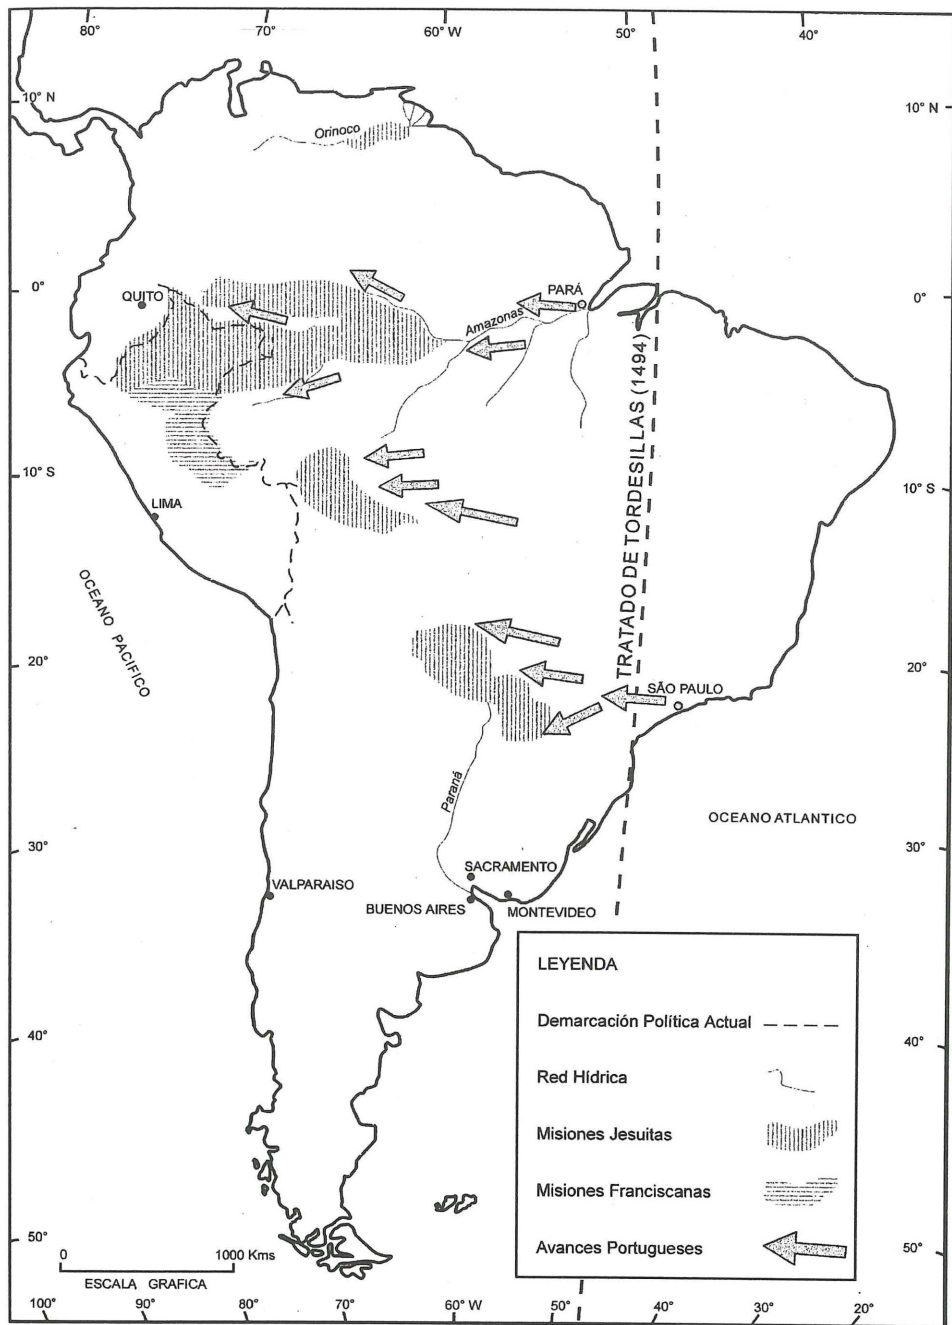 80°
70°
60° W
50°
40°
10° N
10° N
Orinoco
0°
QUITO
PARÁ
0°
Amazonas
TRATADO DE TORDESILLAS (1494)
10° S
10° S
LIMA
OCEANO PACÍFICO
20°
20°
SÃO PAULO
Paraná
OCEANO ATLANTICO
30°
30°
SACRAMENTO
VALPARAISO
BUENOS AIRES
MONTEVIDEO
LEYENDA
Demarcación Política Actual
Red Hídrica
Misiones Jesuitas
Misiones Franciscanas
Avances Portugueses
40°
40°
50°
50°
0
1000 Kms
ESCALA GRAFICA
100°
90°
80°
70°
60° W
50°
40°
30°
20°